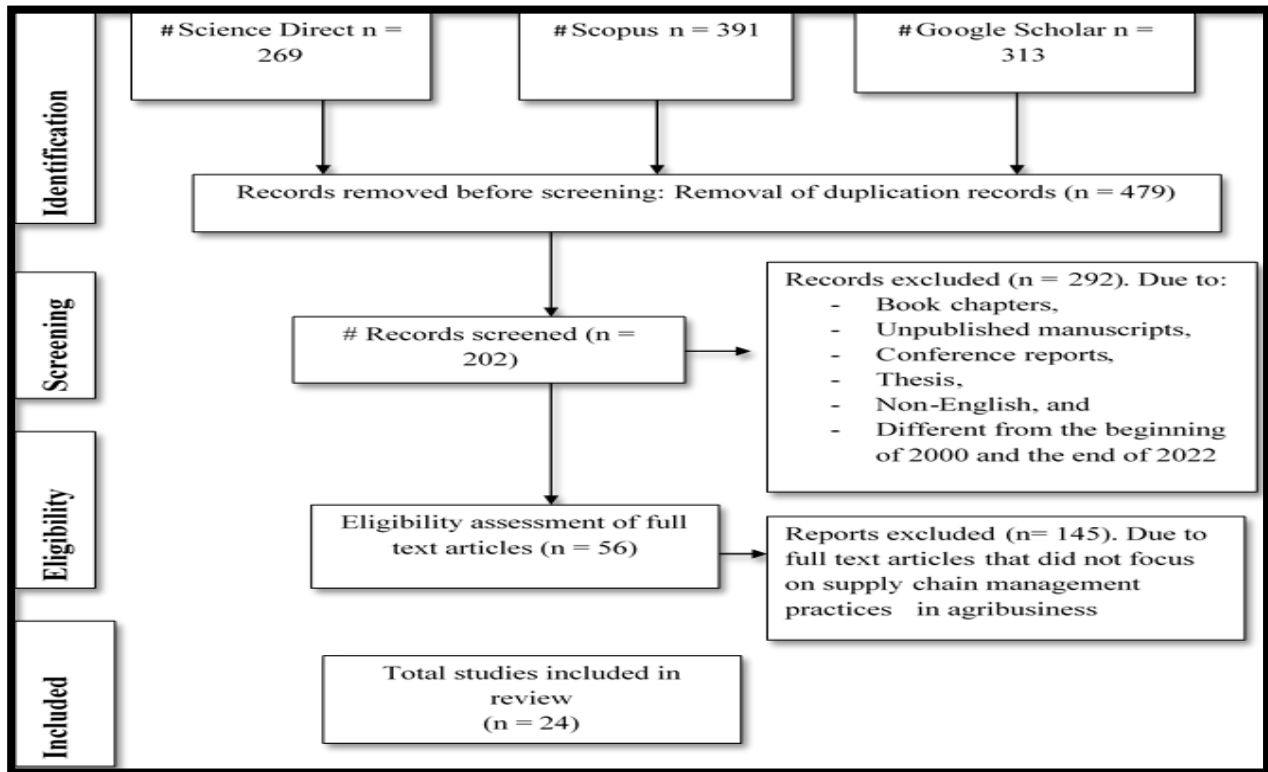 #Science Direct n =
269
#Scopus n = 391
#Google Scholar n =
313
Identification
Records removed before screening: Removal of duplication records (n = 479)
Screening
# Records screened (n =
202)
Records excluded (n = 292). Due to:
- Book chapters,
- Unpublished manuscripts,
- Conference reports,
- Thesis,
- Non-English, and
- Different from the beginning
of 2000 and the end of 2022
Eligibility
Eligibility assessment of full
text articles (n = 56)
Reports excluded (n= 145). Due to
full text articles that did not focus
on supply chain management
practices in agribusiness
Included
Total studies included in
review
(n = 24)